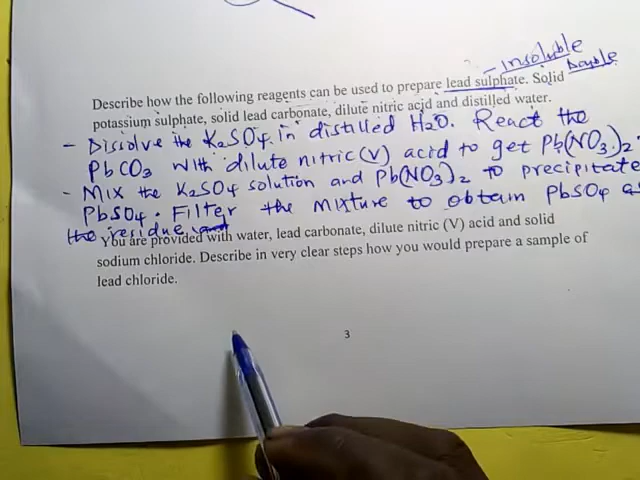 - Insoluble
Double
Describe how the following reagents can be used to prepare lead sulphate. Solid
potassium sulphate, solid lead carbonate, dilute nitric acid and distilled water.
- Dissolve the K₂SO₄ in distilled H₂O. React the
PbCO₃ with dilute nitric (V) acid to get Pb(NO₃)₂.
- Mix the K₂SO₄ solution and Pb(NO₃)₂ to precipitate
PbSO₄. Filter the mixture to obtain PbSO₄ as
the residue
You are provided with water, lead carbonate, dilute nitric (V) acid and solid
sodium chloride. Describe in very clear steps how you would prepare a sample of
lead chloride.
3